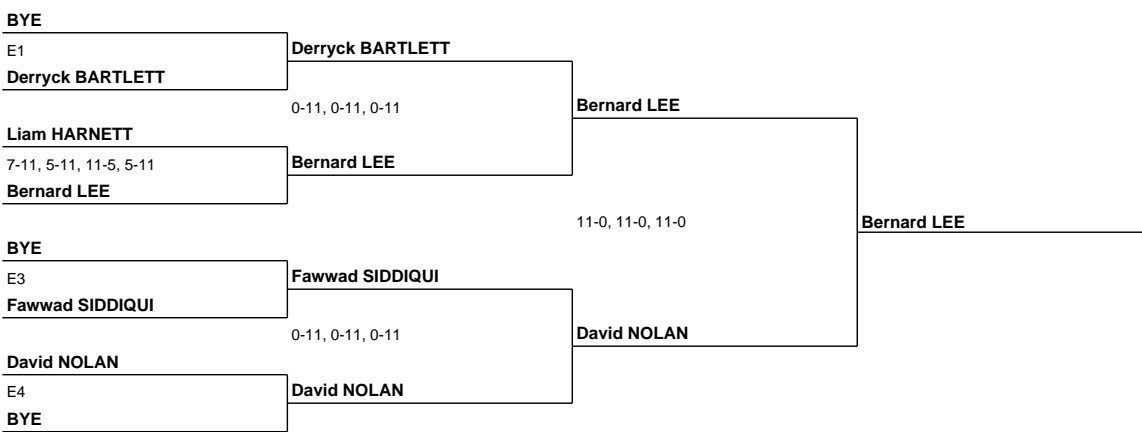 BYE
E1
Derryck BARTLETT
Derryck BARTLETT
0-11, 0-11, 0-11
Bernard LEE
Liam HARNETT
7-11, 5-11, 11-5, 5-11
Bernard LEE
Bernard LEE
11-0, 11-0, 11-0
Bernard LEE
BYE
E3
Fawwad SIDDIQUI
Fawwad SIDDIQUI
0-11, 0-11, 0-11
David NOLAN
David NOLAN
E4
David NOLAN
BYE